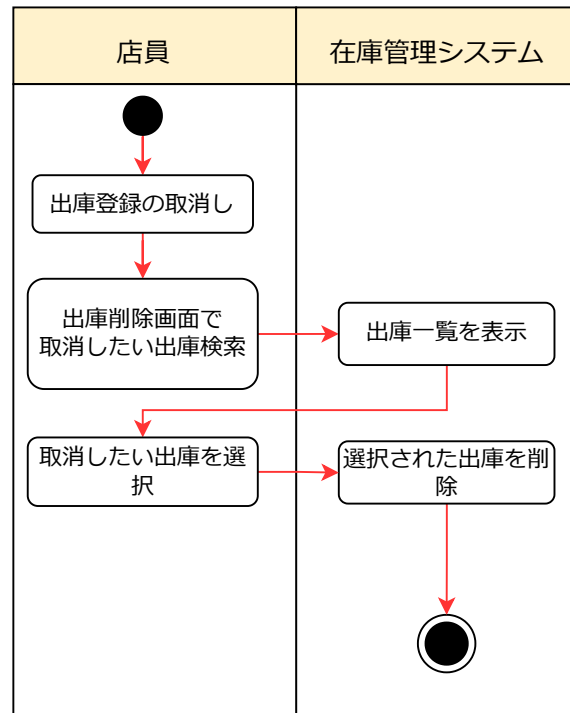 店員
在庫管理システム
出庫登録の取消し
出庫削除画面で
取消したい出庫検索
出庫一覧を表示
取消したい出庫を選
択
選択された出庫を削
除